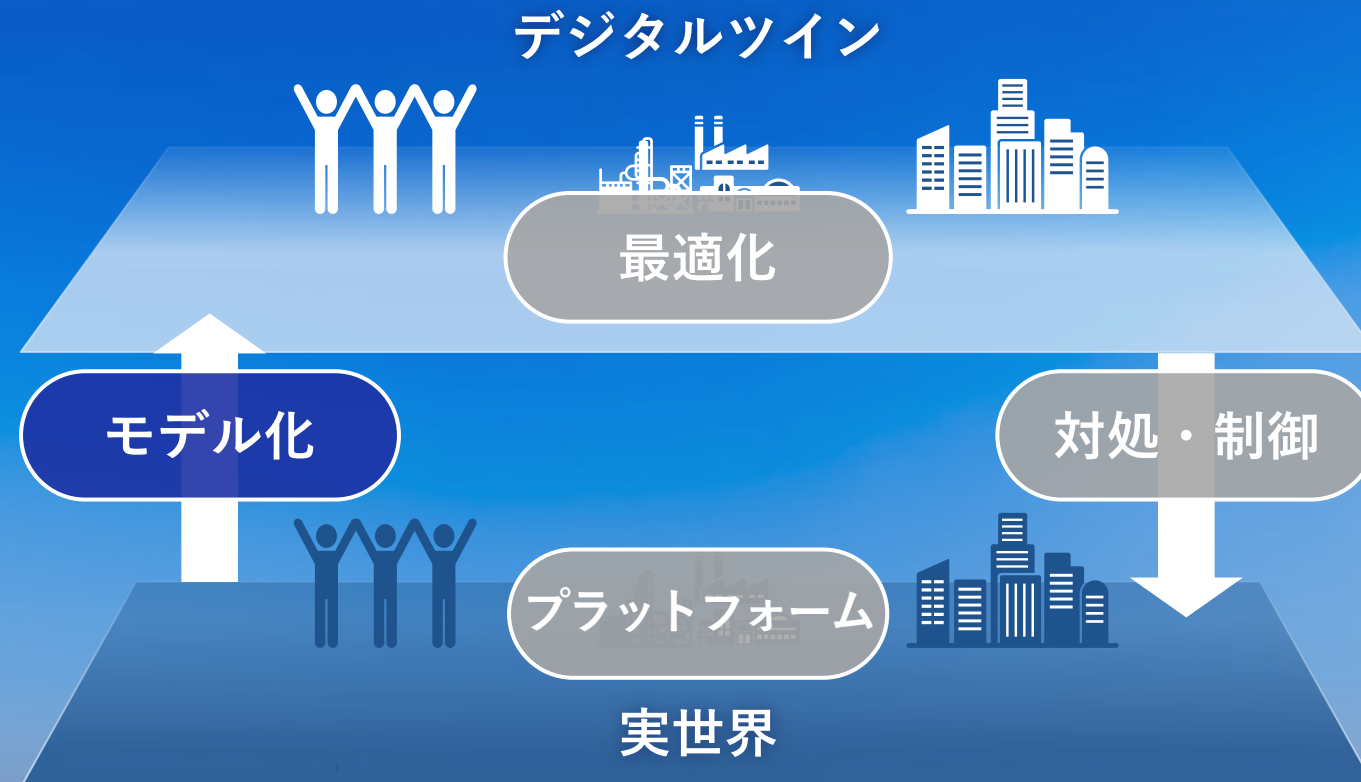 デジタルツイン
最適化
モデル化
対処・制御
プラットフォーム
実世界